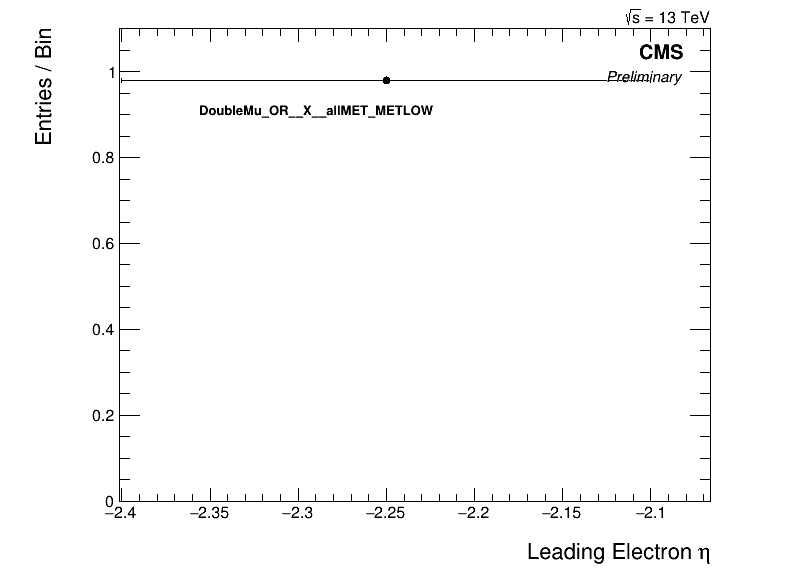 √s = 13 TeV
CMS
Preliminary
DoubleMu_OR__X__allMET_METLOW
Entries / Bin
1
0.8
0.6
0.4
0.2
0
−2.4 −2.35 −2.3 −2.25 −2.2 −2.15 −2.1
Leading Electron η